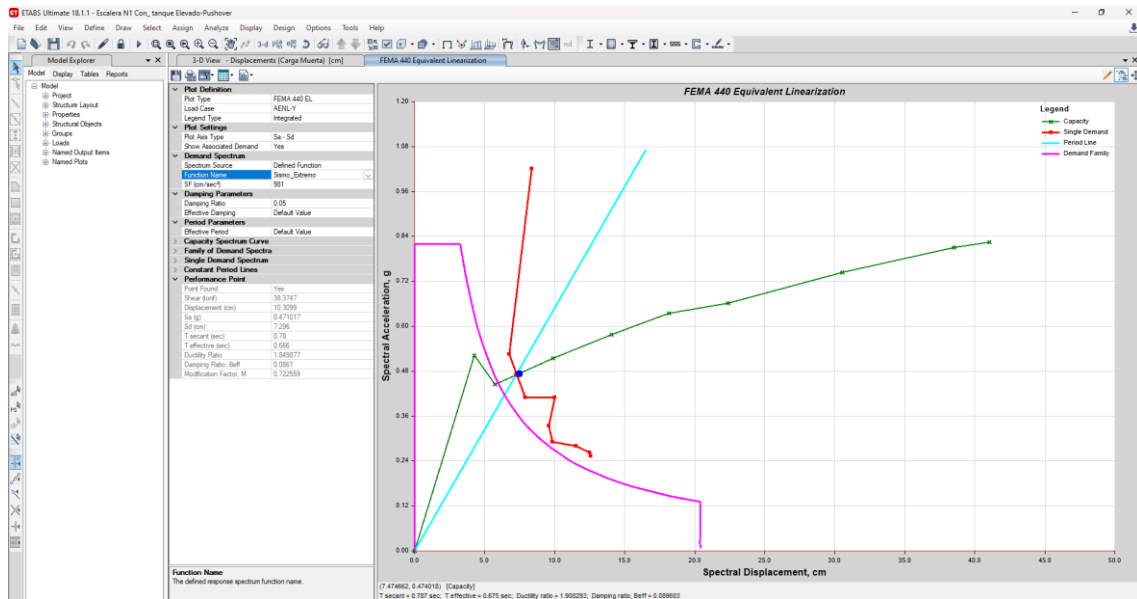 ETABS Ultimate 18.1.1 - Escalera N1 Con_ tanque Elevado-Pushover
File Edit View Define Draw Select Assign Analyze Display Design Options Tools Help
Model Explorer
Model Display Tables Reports
Model
Project
Structure Layout
Properties
Structural Objects
Groups
Loads
Named Output Items
Named Plots
3-D View - Displacements (Carga Muerta) [cm]
FEMA 440 Equivalent Linearization
Plot Definition
Plot Type FEMA 440 EL
Load Case AENL-Y
Legend Type Integrated
Plot Settings
Plot Axis Type Sa - Sd
Show Associated Demand Yes
Demand Spectrum
Spectrum Source Defined Function
Function Name Sismo_Extremo
SF (cm/sec²) 981
Damping Parameters
Damping Ratio 0.05
Effective Damping Default Value
Period Parameters
Effective Period Default Value
Capacity Spectrum Curve
Family of Demand Spectra
Single Demand Spectrum
Constant Period Lines
Performance Point
Point Found Yes
Shear (tonf) 38.3747
Displacement (cm) 10.3099
Sa (g) 0.471017
Sd (cm) 7.296
T secant (sec) 0.78
T effective (sec) 0.666
Ductility Ratio 1.849877
Damping Ratio, Beff 0.0861
Modification Factor, M 0.722559
Function Name
The defined response spectrum function name.
FEMA 440 Equivalent Linearization
Legend
Capacity
Single Demand
Period Line
Demand Family
Spectral Acceleration, g
1.20
1.08
0.96
0.84
0.72
0.60
0.48
0.36
0.24
0.12
0.00
0.0 5.0 10.0 15.0 20.0 25.0 30.0 35.0 40.0 45.0 50.0
Spectral Displacement, cm
(7.474662, 0.474018) [Capacity]
T secant = 0.787 sec; T effective = 0.675 sec; Ductility ratio = 1.908293; Damping ratio, Beff = 0.089603